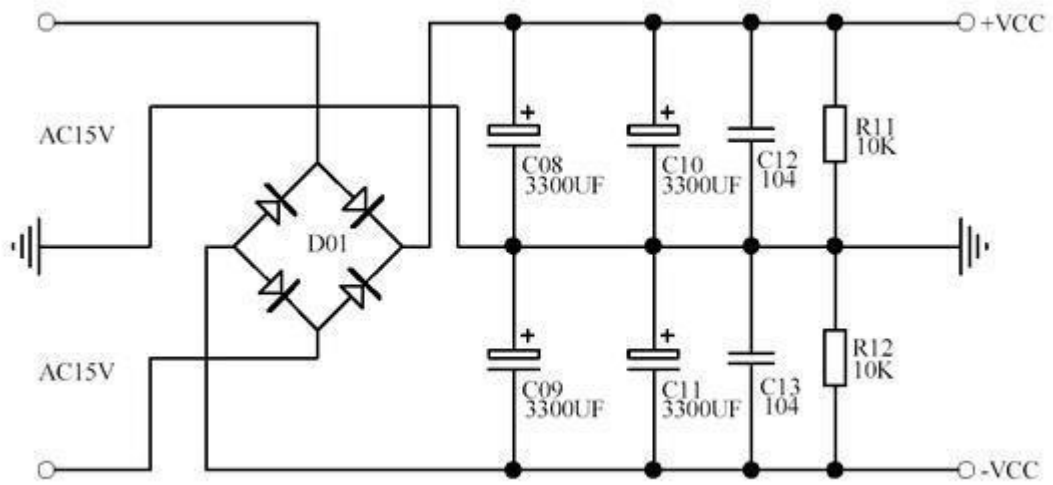 +VCC
AC15V
C08
3300UF
C10
3300UF
C12
104
R11
10K
D01
AC15V
C09
3300UF
C11
3300UF
C13
104
R12
10K
-VCC